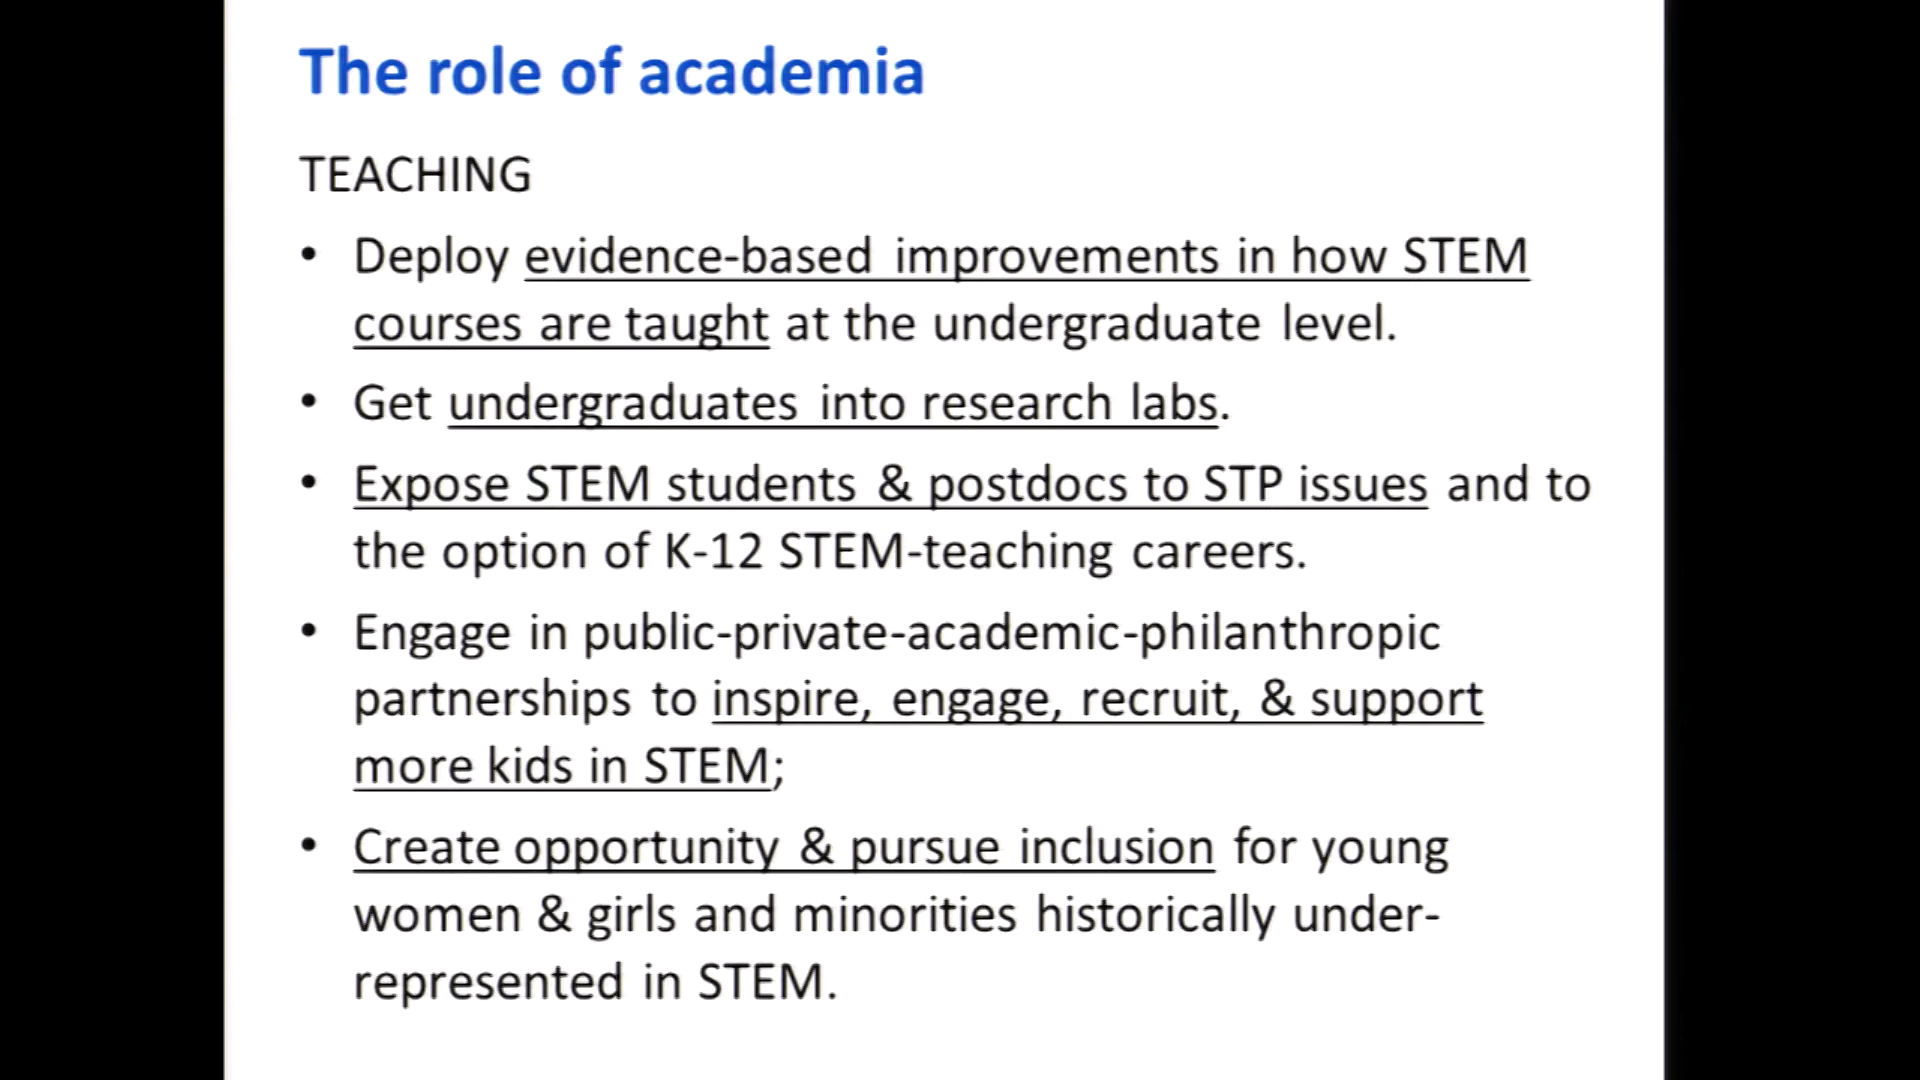 The role of academia
TEACHING
• Deploy evidence-based improvements in how STEM
courses are taught at the undergraduate level.
• Get undergraduates into research labs.
• Expose STEM students & postdocs to STP issues and to
the option of K-12 STEM-teaching careers.
• Engage in public-private-academic-philanthropic
partnerships to inspire, engage, recruit, & support
more kids in STEM;
• Create opportunity & pursue inclusion for young
women & girls and minorities historically under-
represented in STEM.